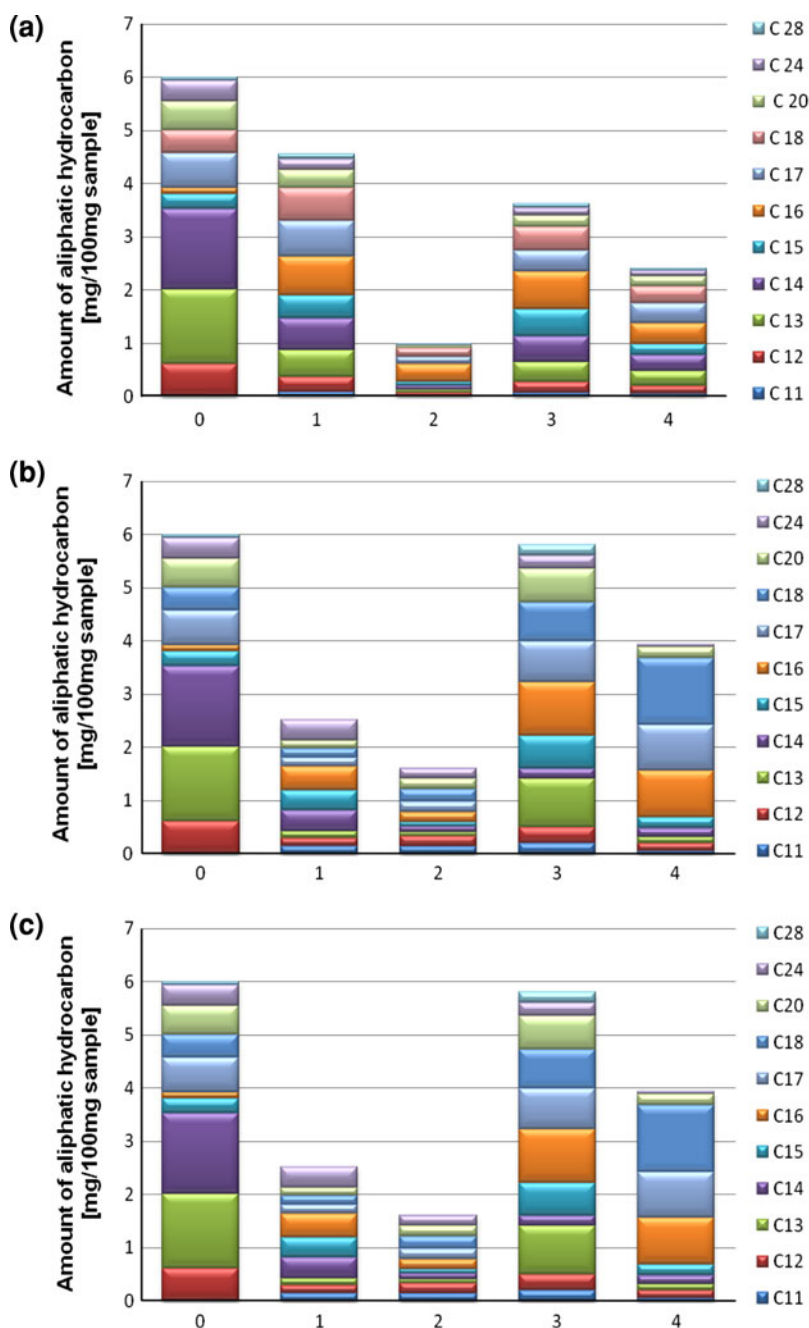 (a)
Amount of aliphatic hydrocarbon
[mg/100mg sample]
7
6
5
4
3
2
1
0
0 1 2 3 4
C 28
C 24
C 20
C 18
C 17
C 16
C 15
C 14
C 13
C 12
C 11
(b)
Amount of aliphatic hydrocarbon
[mg/100mg sample]
7
6
5
4
3
2
1
0
0 1 2 3 4
C28
C24
C20
C18
C17
C16
C15
C14
C13
C12
C11
(c)
Amount of aliphatic hydrocarbon
[mg/100mg sample]
7
6
5
4
3
2
1
0
0 1 2 3 4
C28
C24
C20
C18
C17
C16
C15
C14
C13
C12
C11